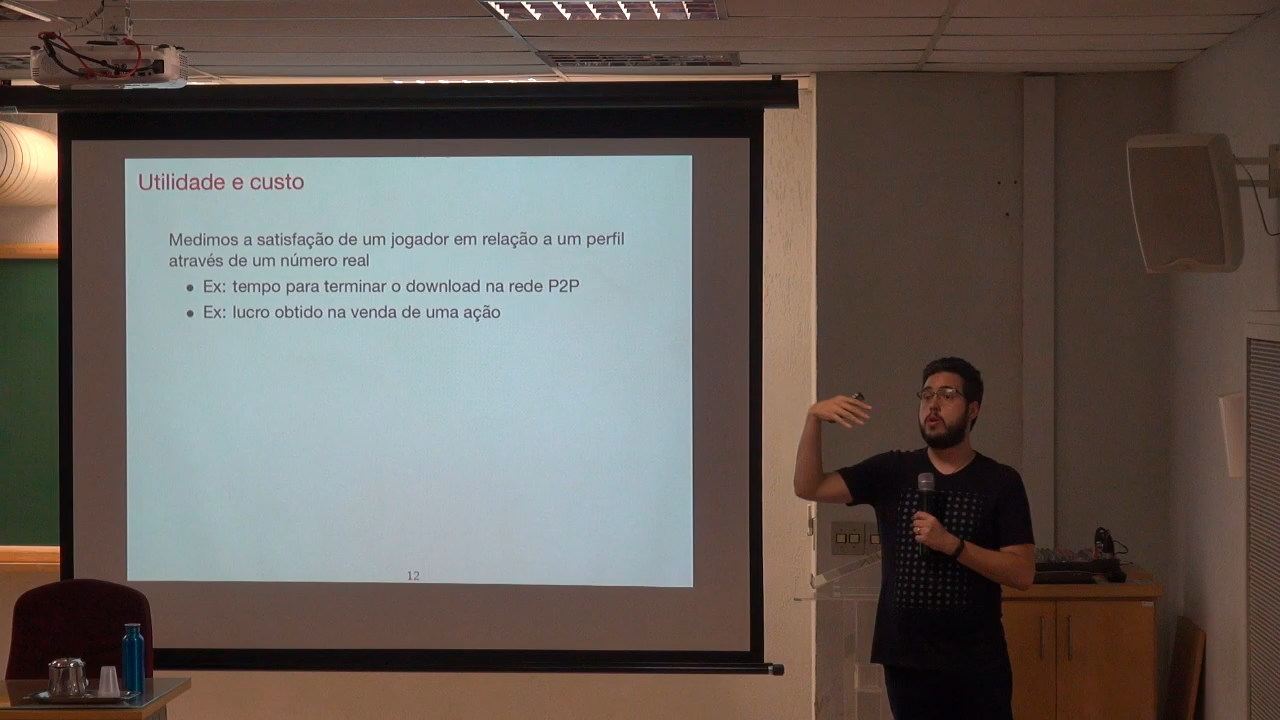 Utilidade e custo
Medimos a satisfação de um jogador em relação a um perfil
através de um número real
• Ex: tempo para terminar o download na rede P2P
• Ex: lucro obtido na venda de uma ação
12